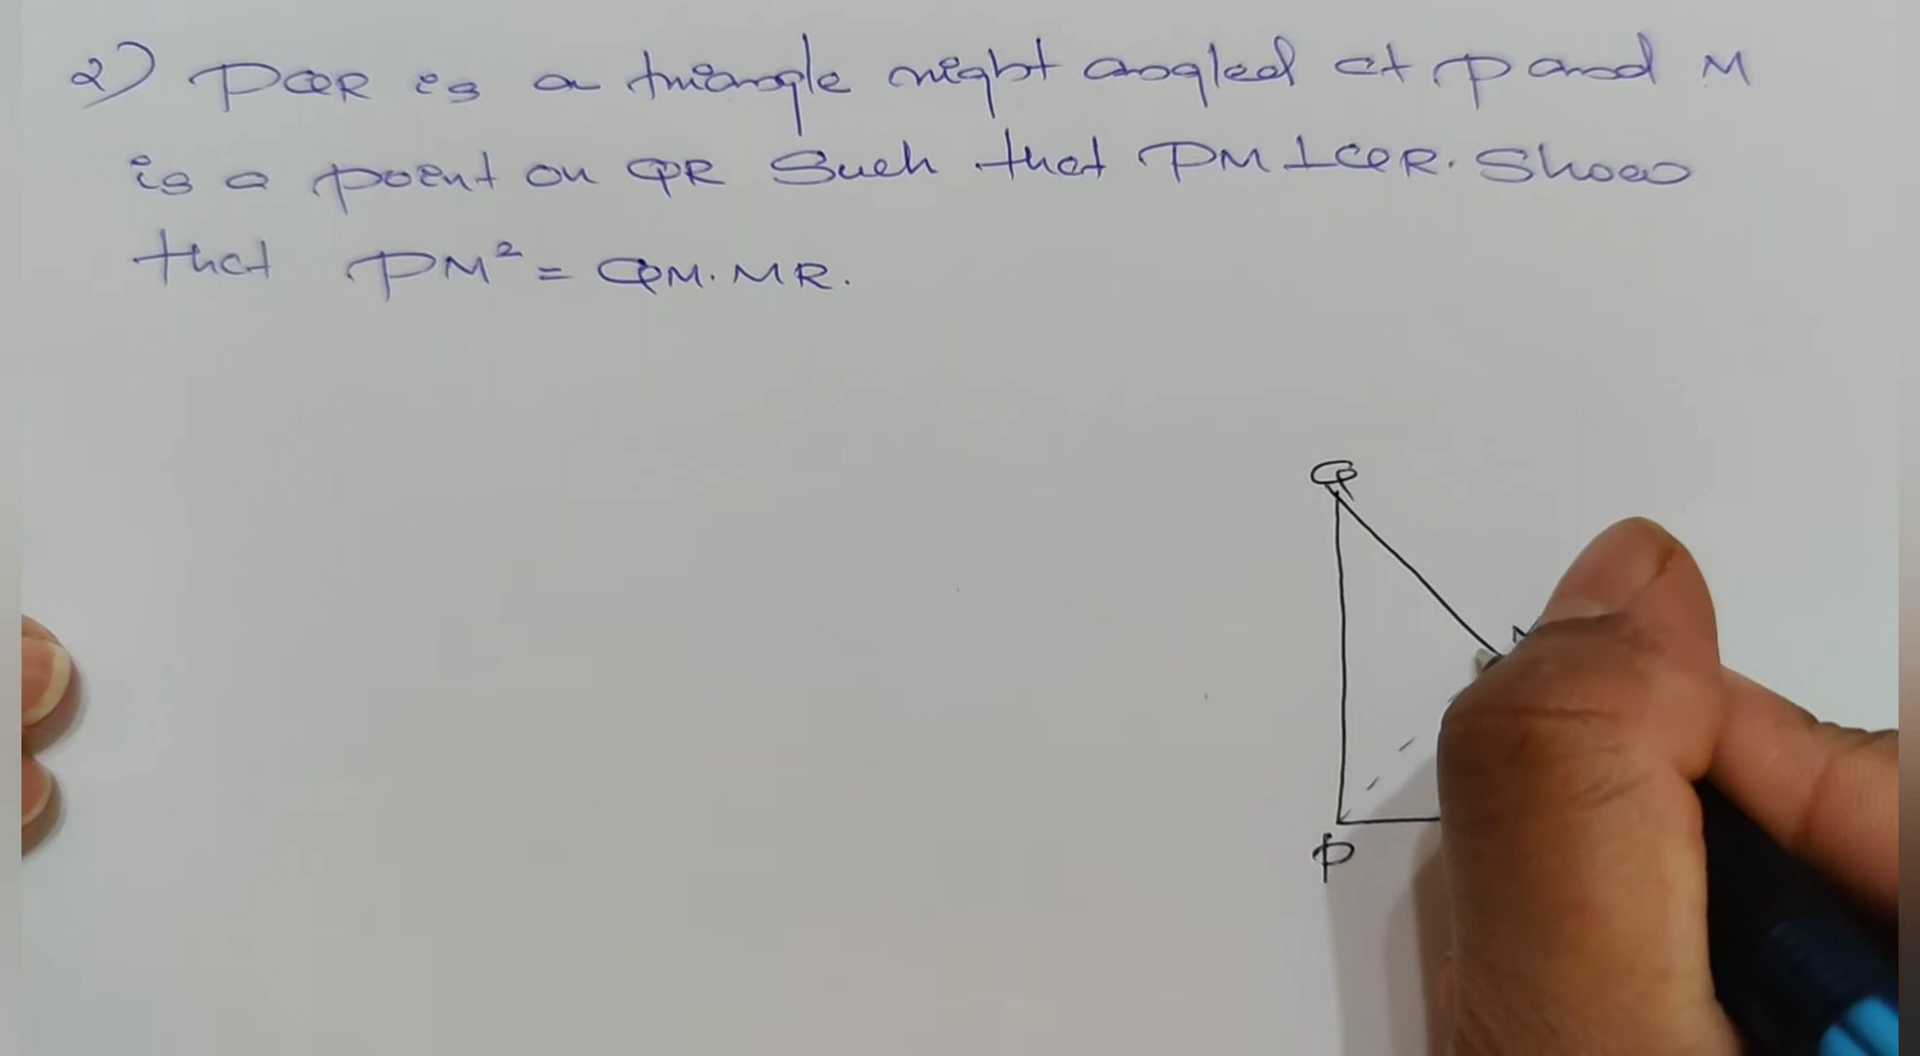 2) PQR is a triangle right angled at P and M
is a point on QR such that PM ⊥ QR. Show
that PM² = QM. MR.
Q
P